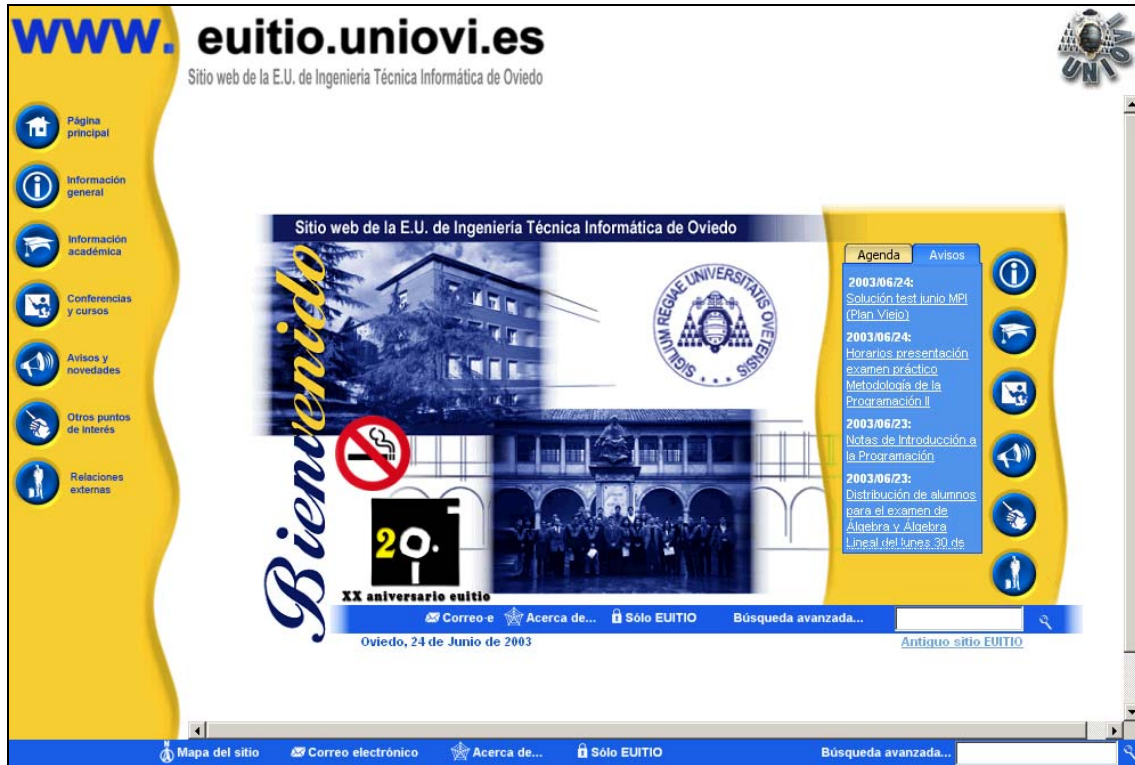 www. euitio.uniovi.es
Sitio web de la E.U. de Ingeniería Técnica Informática de Oviedo
UNIOVI
Página
principal
Información
general
Información
académica
Conferencias
y cursos
Avisos y
novedades
Otros puntos
de interés
Relaciones
externas
Sitio web de la E.U. de Ingeniería Técnica Informática de Oviedo
Bienvenido
SIGILLUM REGIAE UNIVERSITATIS OVETENSIS
20.
XX aniversario euitio
Agenda Avisos
2003/06/24:
Solución test junio MPI
(Plan Viejo)
2003/06/24:
Horarios presentación
examen práctico
Metodología de la
Programación II
2003/06/23:
Notas de Introducción a
la Programación
2003/06/23:
Distribución de alumnos
para el examen de
Álgebra y Álgebra
Lineal del lunes 30 de
Correo-e Acerca de... Sólo EUITIO Búsqueda avanzada...
Oviedo, 24 de Junio de 2003 Antiguo sitio EUITIO
Mapa del sitio Correo electrónico Acerca de... Sólo EUITIO Búsqueda avanzada...